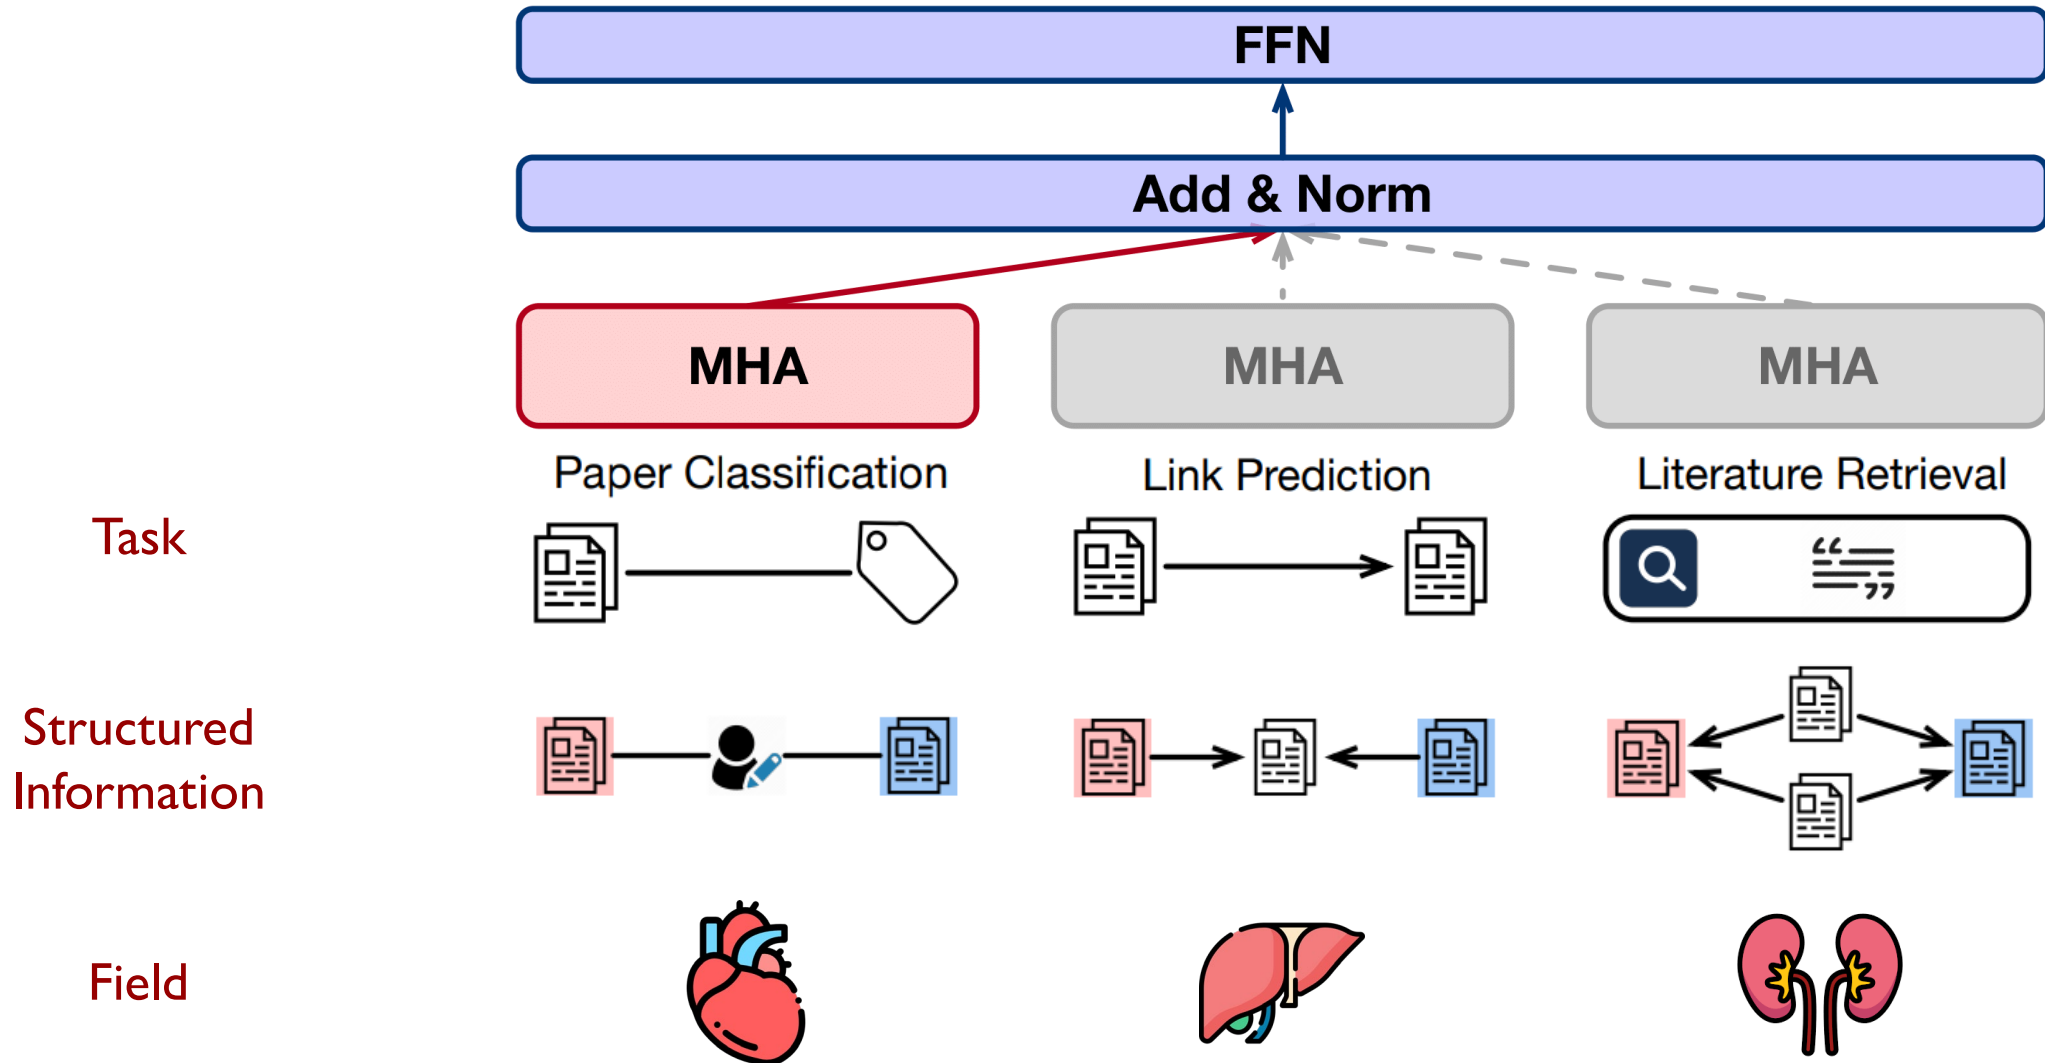 FFN
Add & Norm
MHA
MHA
MHA
Paper Classification
Link Prediction
Literature Retrieval
Task
Structured
Information
Field